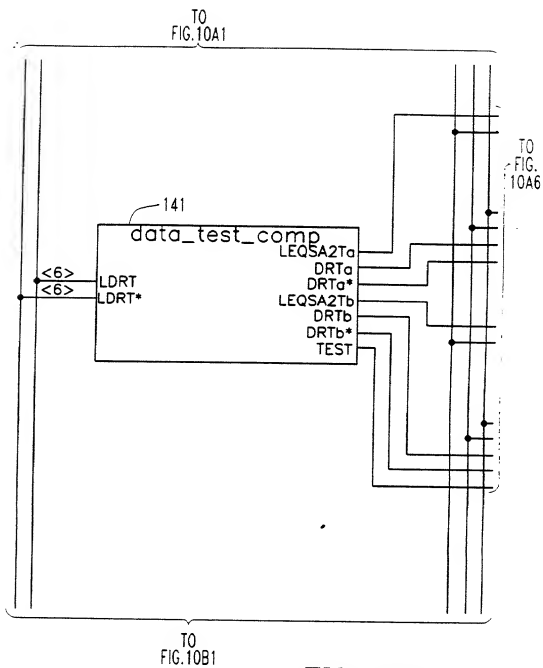 TO
FIG.10A1
TO
FIG.
10A6
141
data_test_comp
LEQSA2Ta
DRTa
DRTa*
LEQSA2Tb
DRTb
DRTb*
TEST
<6> LDRT
<6> LDRT*
TO
FIG.10B1